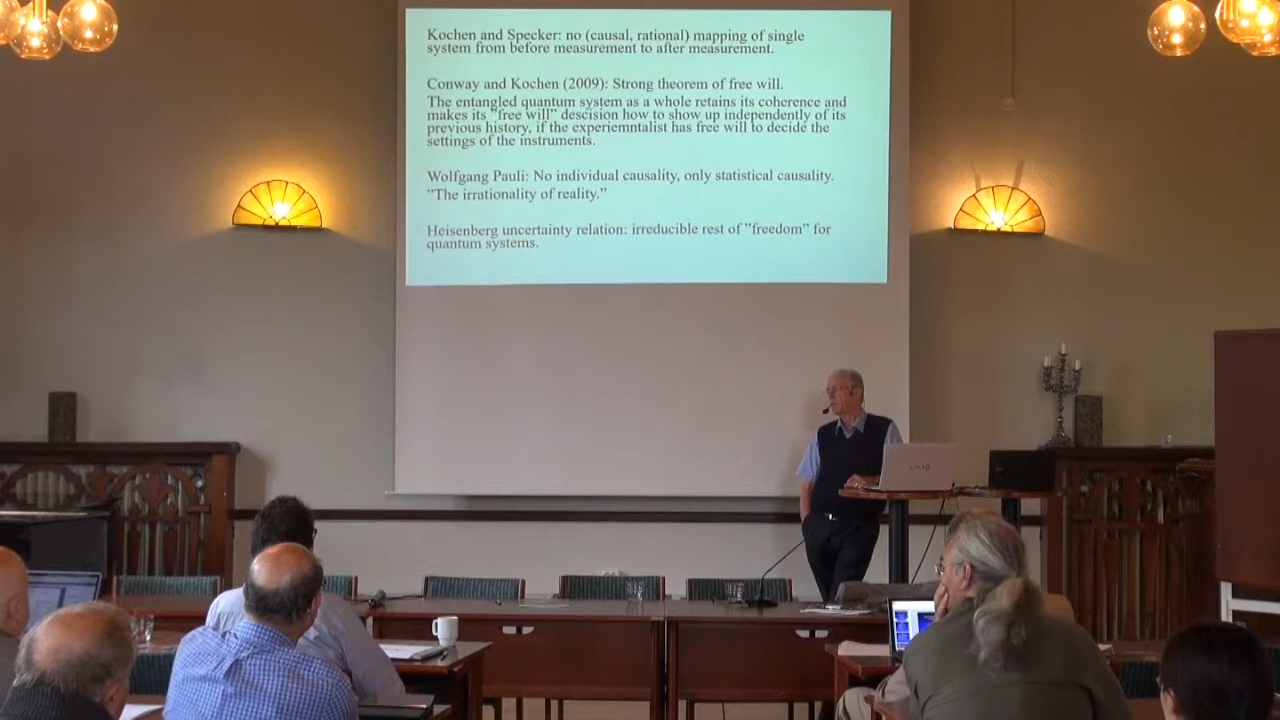 Kochen and Specker: no (causal, rational) mapping of single
system from before measurement to after measurement.
Conway and Kochen (2009): Strong theorem of free will.
The entangled quantum system as a whole retains its coherence and
makes its "free will" descision how to show up independently of its
previous history, if the experiemntalist has free will to decide the
settings of the instruments.
Wolfgang Pauli: No individual causality, only statistical causality.
"The irrationality of reality."
Heisenberg uncertainty relation: irreducible rest of "freedom" for
quantum systems.
VAIO